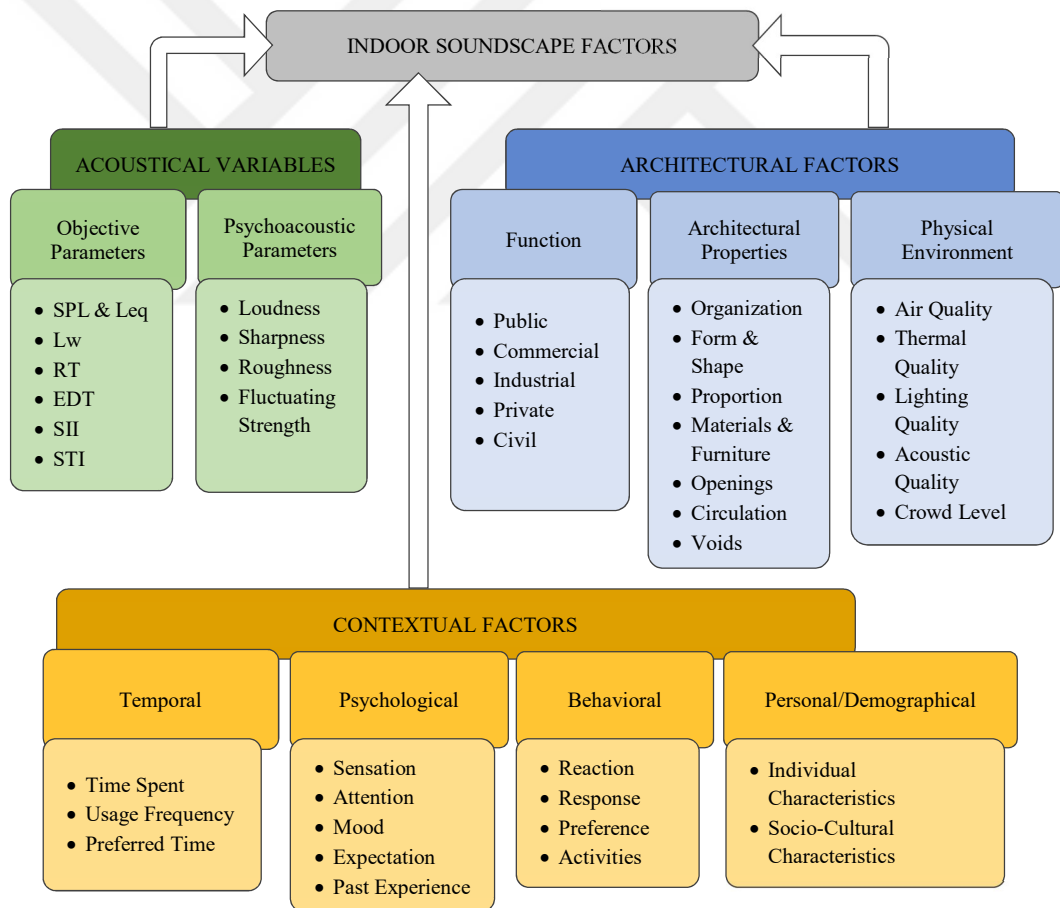 INDOOR SOUNDSCAPE FACTORS
ACOUSTICAL VARIABLES
Objective
Parameters
• SPL & Leq
• Lw
• RT
• EDT
• SII
• STI
Psychoacoustic
Parameters
• Loudness
• Sharpness
• Roughness
• Fluctuating
Strength
ARCHITECTURAL FACTORS
Function
• Public
• Commercial
• Industrial
• Private
• Civil
Architectural
Properties
• Organization
• Form &
Shape
• Proportion
• Materials &
Furniture
• Openings
• Circulation
• Voids
Physical
Environment
• Air Quality
• Thermal
Quality
• Lighting
Quality
• Acoustic
Quality
• Crowd Level
CONTEXTUAL FACTORS
Temporal
• Time Spent
• Usage Frequency
• Preferred Time
Psychological
• Sensation
• Attention
• Mood
• Expectation
• Past Experience
Behavioral
• Reaction
• Response
• Preference
• Activities
Personal/Demographical
• Individual
Characteristics
• Socio-Cultural
Characteristics